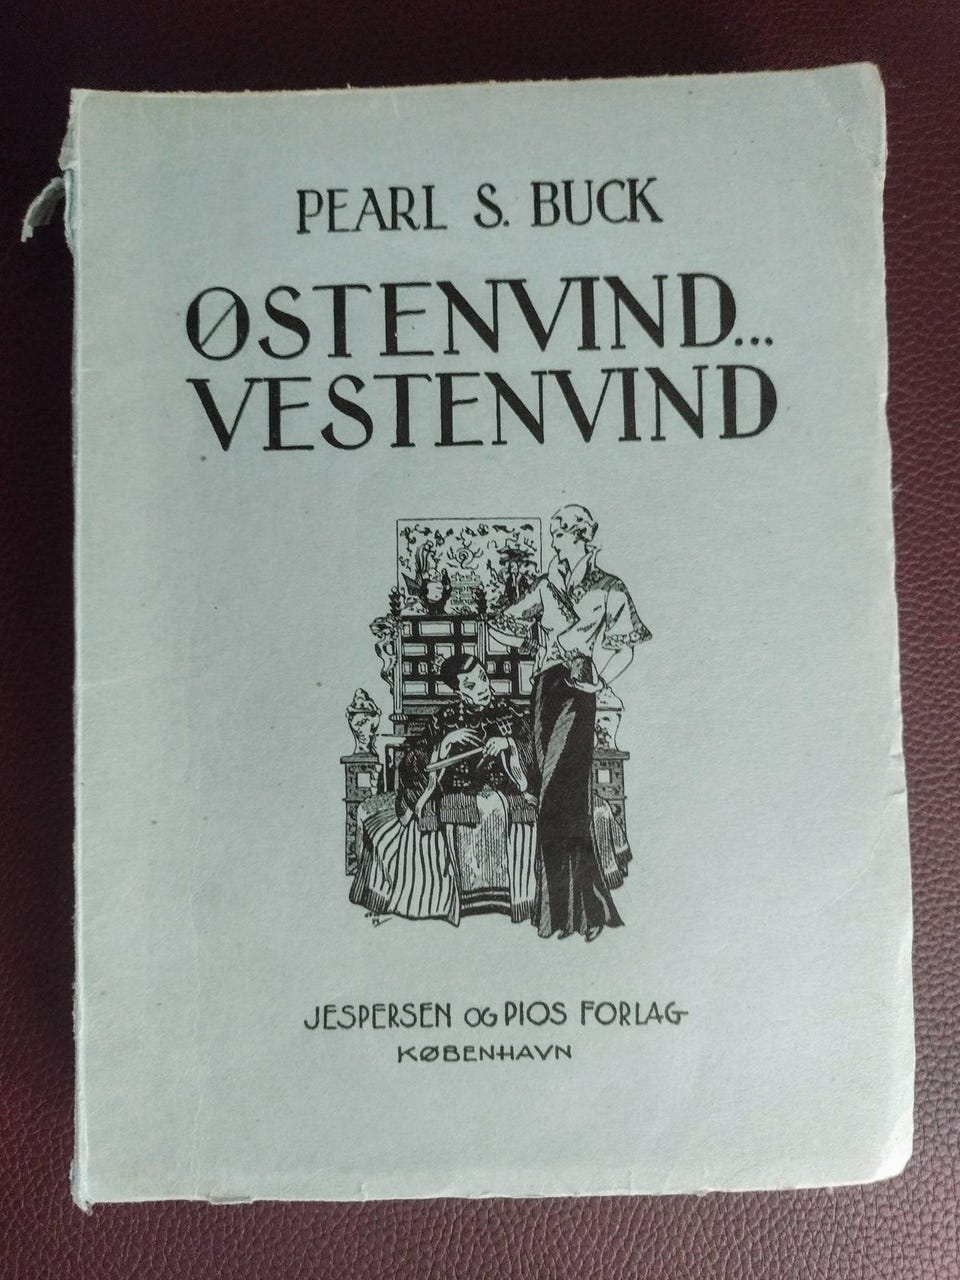 PEARL S. BUCK
ØSTENVIND...
VESTENVIND
JESPERSEN OG PIOS FORLAG
KØBENHAVN